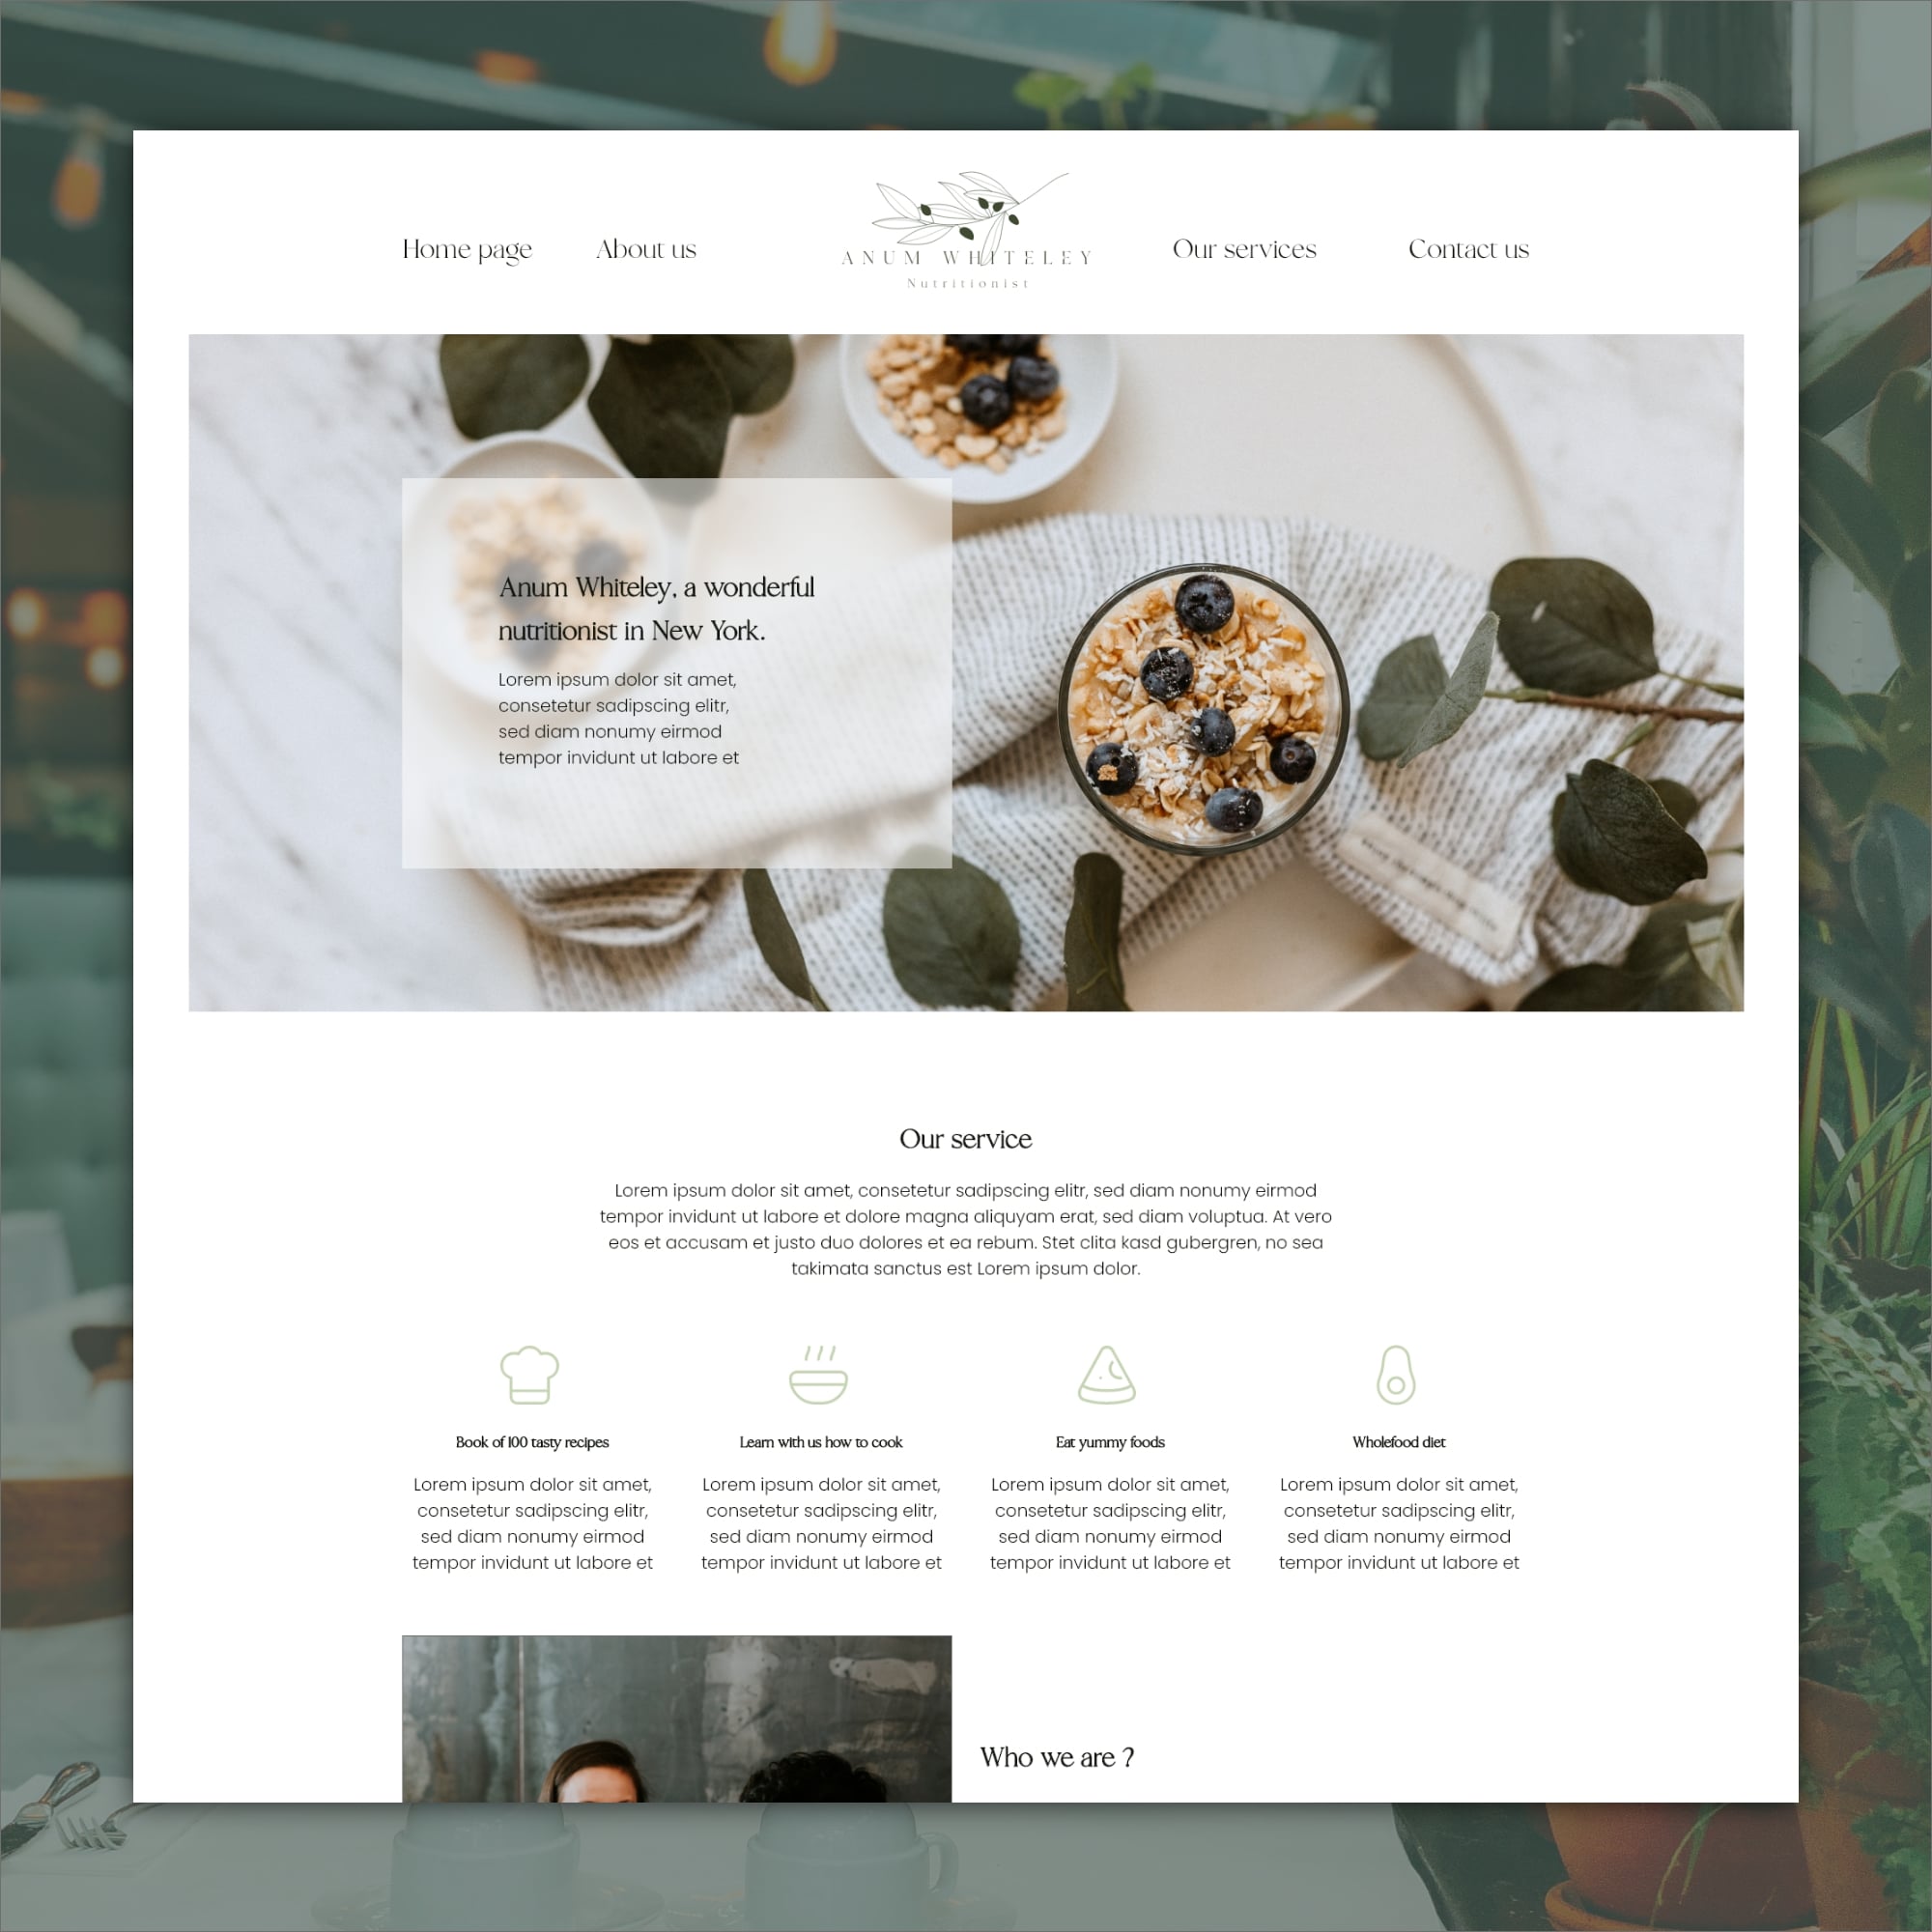 Home page
About us
ANUM WHITELEY
Nutritionist
Our services
Contact us
Anum Whiteley, a wonderful
nutritionist in New York.
Lorem ipsum dolor sit amet,
consetetur sadipscing elitr,
sed diam nonumy eirmod
tempor invidunt ut labore et
Our service
Lorem ipsum dolor sit amet, consetetur sadipscing elitr, sed diam nonumy eirmod
tempor invidunt ut labore et dolore magna aliquyam erat, sed diam voluptua. At vero
eos et accusam et justo duo dolores et ea rebum. Stet clita kasd gubergren, no sea
takimata sanctus est Lorem ipsum dolor.
Book of 100 tasty recipes
Lorem ipsum dolor sit amet,
consetetur sadipscing elitr,
sed diam nonumy eirmod
tempor invidunt ut labore et
Learn with us how to cook
Lorem ipsum dolor sit amet,
consetetur sadipscing elitr,
sed diam nonumy eirmod
tempor invidunt ut labore et
Eat yummy foods
Lorem ipsum dolor sit amet,
consetetur sadipscing elitr,
sed diam nonumy eirmod
tempor invidunt ut labore et
Wholefood diet
Lorem ipsum dolor sit amet,
consetetur sadipscing elitr,
sed diam nonumy eirmod
tempor invidunt ut labore et
Who we are ?